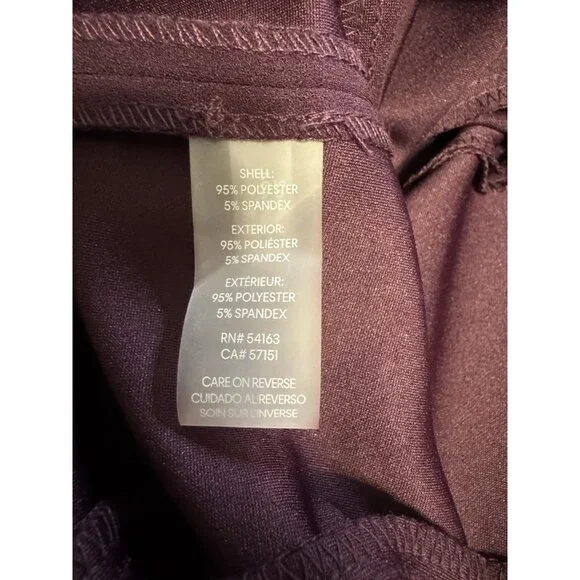 SHELL:
95% POLYESTER
5% SPANDEX
EXTERIOR:
95% POLIÉSTER
5% SPANDEX
EXTÉRIEUR:
95% POLYESTER
5% SPANDEX
RN# 54163
CA# 57151
CARE ON REVERSE
CUIDADO AL REVERSO
SOIN SUR L'INVERSE